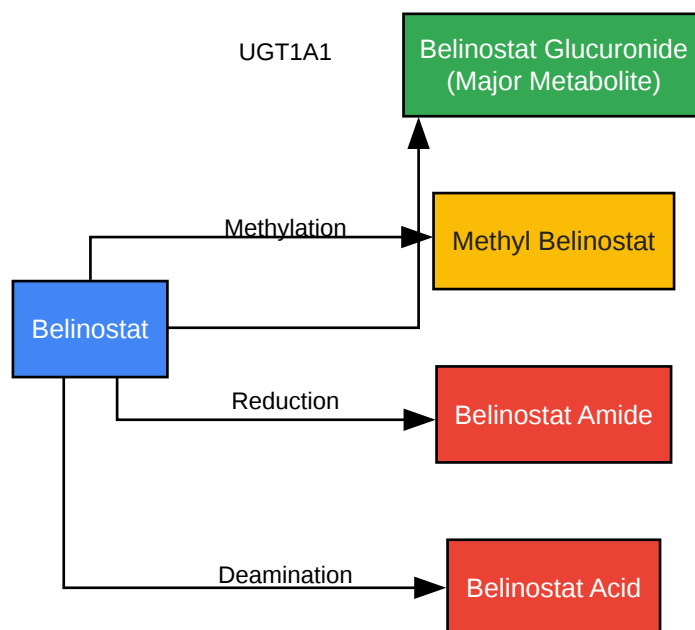 UGT1A1
Belinostat Glucuronide
(Major Metabolite)
Methylation
Methyl Belinostat
Belinostat
Reduction
Belinostat Amide
Deamination
Belinostat Acid